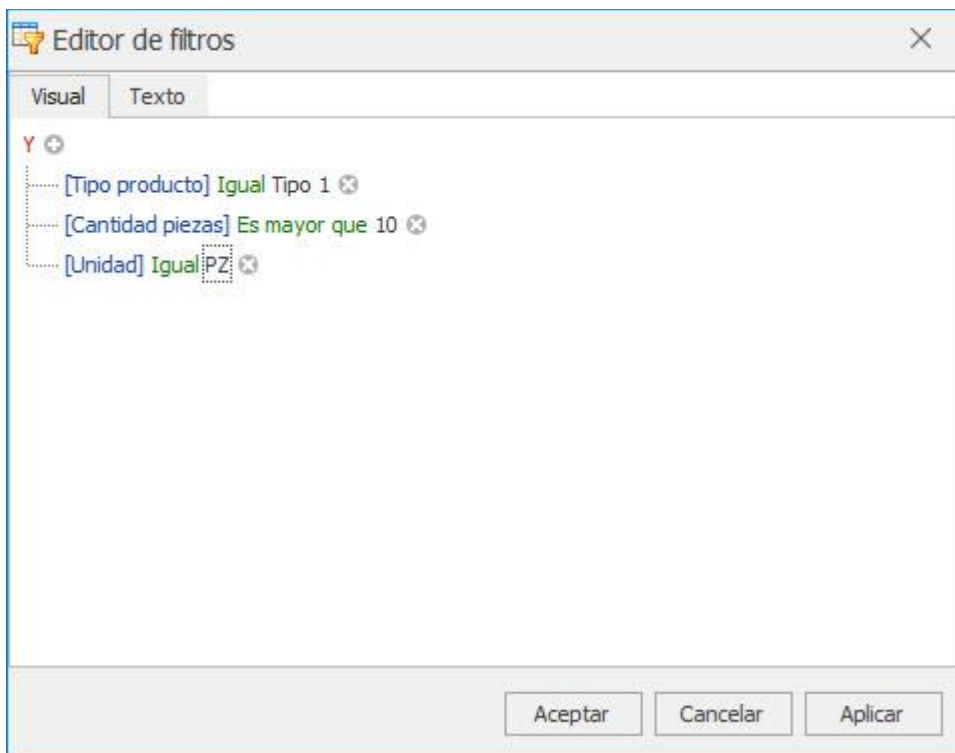 Editor de filtros
Visual Texto
Y
[Tipo producto] Igual Tipo 1
[Cantidad piezas] Es mayor que 10
[Unidad] Igual PZ
Aceptar Cancelar Aplicar